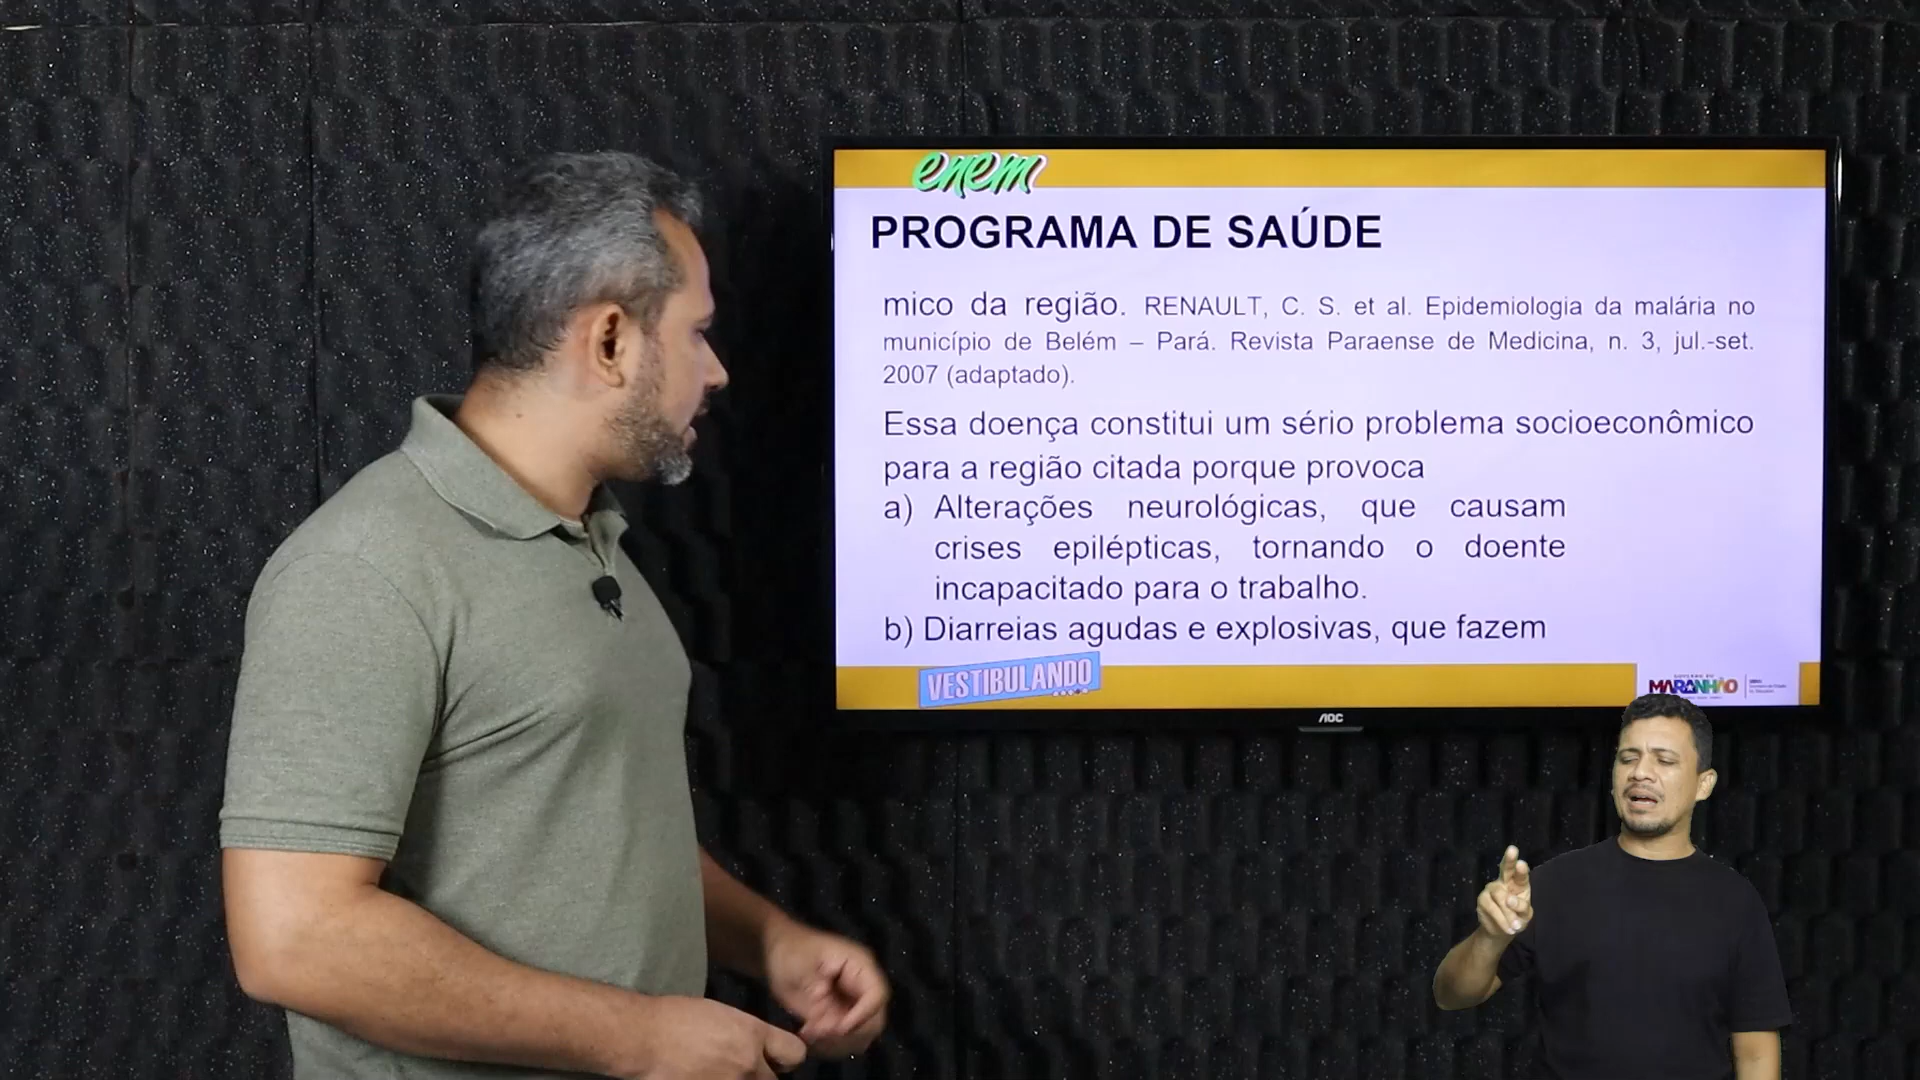 enem
PROGRAMA DE SAÚDE
mico da região. RENAULT, C. S. et al. Epidemiologia da malária no
município de Belém – Pará. Revista Paraense de Medicina, n. 3, jul.-set.
2007 (adaptado).
Essa doença constitui um sério problema socioeconômico
para a região citada porque provoca
a) Alterações neurológicas, que causam
crises epilépticas, tornando o doente
incapacitado para o trabalho.
b) Diarreias agudas e explosivas, que fazem
VESTIBULANDO
GOVERNO DO
MARANHÃO
AOC